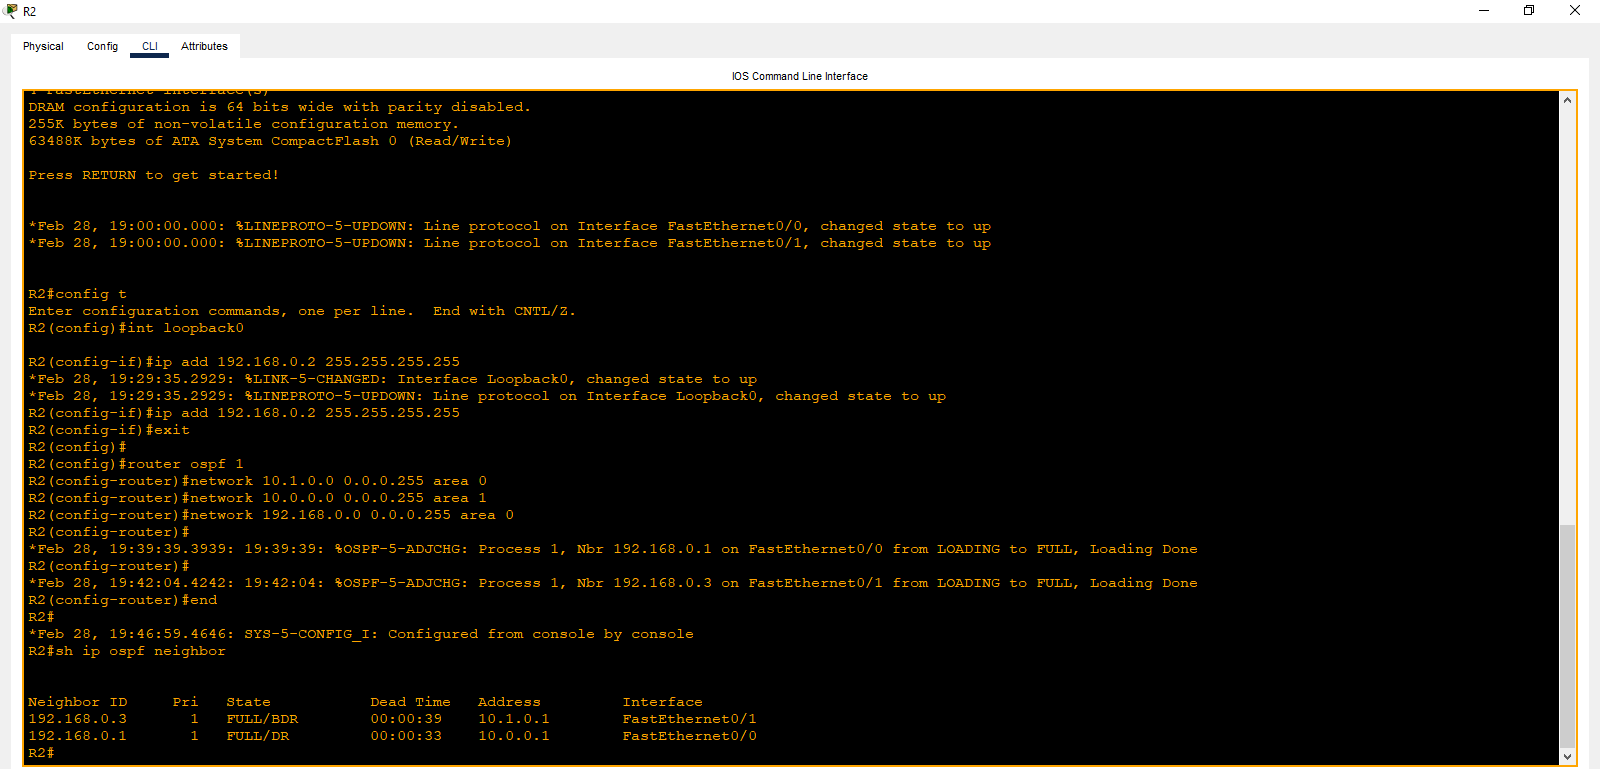 R2
Physical Config CLI Attributes
IOS Command Line Interface
4 FastEthernet interface(s)
DRAM configuration is 64 bits wide with parity disabled.
255K bytes of non-volatile configuration memory.
63488K bytes of ATA System CompactFlash 0 (Read/Write)
Press RETURN to get started!
*Feb 28, 19:00:00.000: %LINEPROTO-5-UPDOWN: Line protocol on Interface FastEthernet0/0, changed state to up
*Feb 28, 19:00:00.000: %LINEPROTO-5-UPDOWN: Line protocol on Interface FastEthernet0/1, changed state to up
R2#config t
Enter configuration commands, one per line.  End with CNTL/Z.
R2(config)#int loopback0
R2(config-if)#ip add 192.168.0.2 255.255.255.255
*Feb 28, 19:29:35.2929: %LINK-5-CHANGED: Interface Loopback0, changed state to up
*Feb 28, 19:29:35.2929: %LINEPROTO-5-UPDOWN: Line protocol on Interface Loopback0, changed state to up
R2(config-if)#ip add 192.168.0.2 255.255.255.255
R2(config-if)#exit
R2(config)#
R2(config)#router ospf 1
R2(config-router)#network 10.1.0.0 0.0.0.255 area 0
R2(config-router)#network 10.0.0.0 0.0.0.255 area 1
R2(config-router)#network 192.168.0.0 0.0.0.255 area 0
R2(config-router)#
*Feb 28, 19:39:39.3939: 19:39:39: %OSPF-5-ADJCHG: Process 1, Nbr 192.168.0.1 on FastEthernet0/0 from LOADING to FULL, Loading Done
R2(config-router)#
*Feb 28, 19:42:04.4242: 19:42:04: %OSPF-5-ADJCHG: Process 1, Nbr 192.168.0.3 on FastEthernet0/1 from LOADING to FULL, Loading Done
R2(config-router)#end
R2#
*Feb 28, 19:46:59.4646: SYS-5-CONFIG_I: Configured from console by console
R2#sh ip ospf neighbor
Neighbor ID     Pri   State           Dead Time   Address         Interface
192.168.0.3       1   FULL/BDR        00:00:39    10.1.0.1        FastEthernet0/1
192.168.0.1       1   FULL/DR         00:00:33    10.0.0.1        FastEthernet0/0
R2#